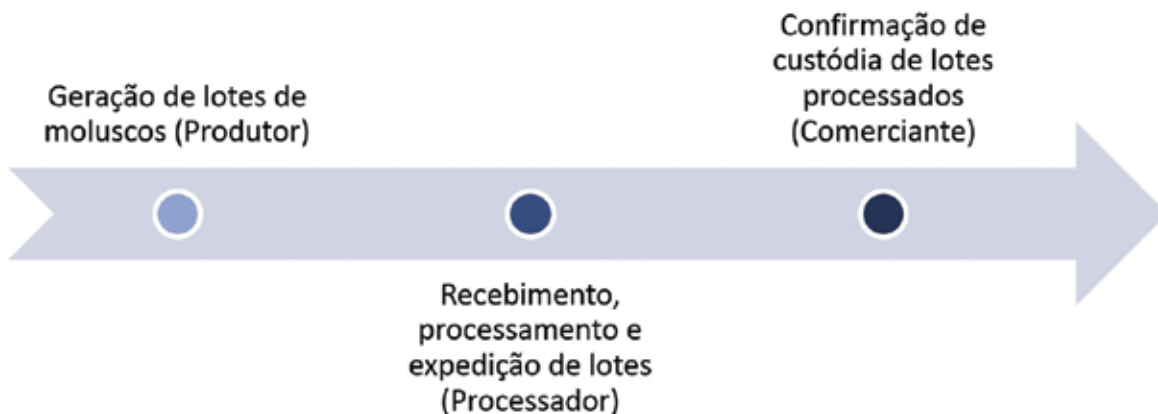 Geração de lotes de
moluscos (Produtor)
Recebimento,
processamento e
expedição de lotes
(Processador)
Confirmação de
custódia de lotes
processados
(Comerciante)